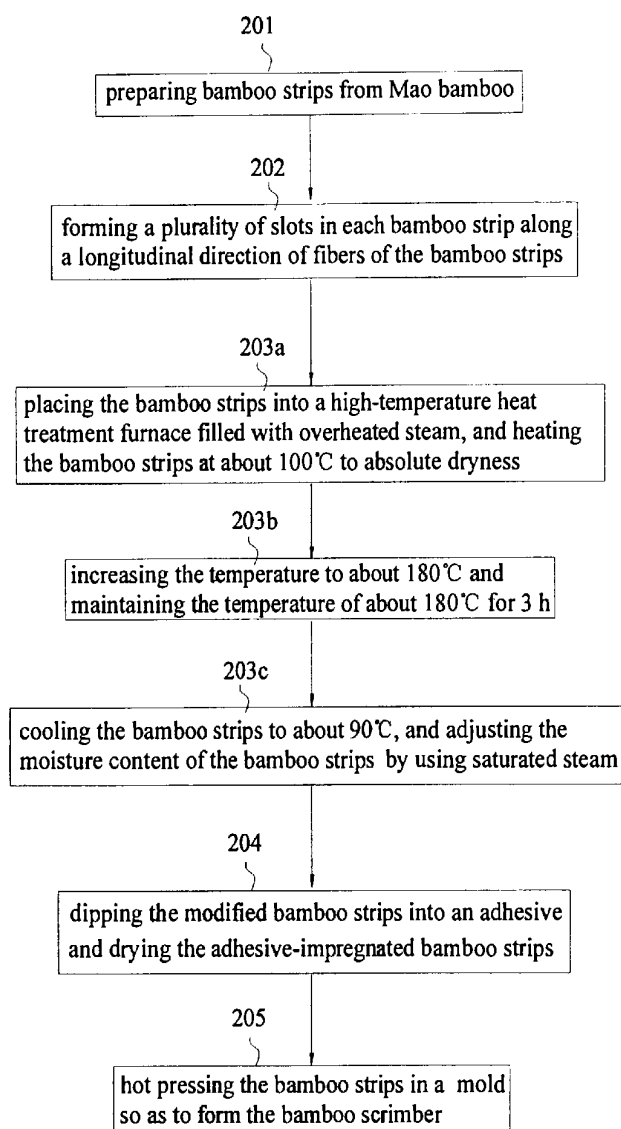 201
preparing bamboo strips from Mao bamboo
202
forming a plurality of slots in each bamboo strip along
a longitudinal direction of fibers of the bamboo strips
203a
placing the bamboo strips into a high-temperature heat
treatment furnace filled with overheated steam, and heating
the bamboo strips at about 100℃ to absolute dryness
203b
increasing the temperature to about 180℃ and
maintaining the temperature of about 180℃ for 3 h
203c
cooling the bamboo strips to about 90℃, and adjusting the
moisture content of the bamboo strips by using saturated steam
204
dipping the modified bamboo strips into an adhesive
and drying the adhesive-impregnated bamboo strips
205
hot pressing the bamboo strips in a mold
so as to form the bamboo scrimber